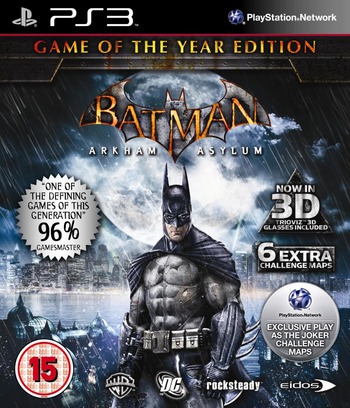 PS3
PlayStation®Network
GAME OF THE YEAR EDITION
BATMAN
ARKHAM ASYLUM
"ONE OF
THE DEFINING
GAMES OF THIS
GENERATION"
96%
GAMESMASTER
NOW IN
3D
TRIOVIZ 3D
GLASSES INCLUDED
6 EXTRA
CHALLENGE MAPS
PlayStation®Network
EXCLUSIVE PLAY
AS THE JOKER
CHALLENGE
MAPS
15
WB
DC
rocksteady
eidos